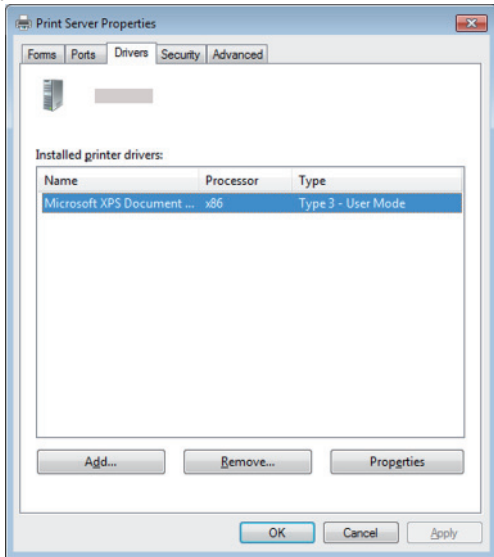 Print Server Properties
Forms Ports Drivers Security Advanced
Installed printer drivers:
Name Processor Type
Microsoft XPS Document ... x86 Type 3 - User Mode
Add... Remove... Properties
OK Cancel Apply